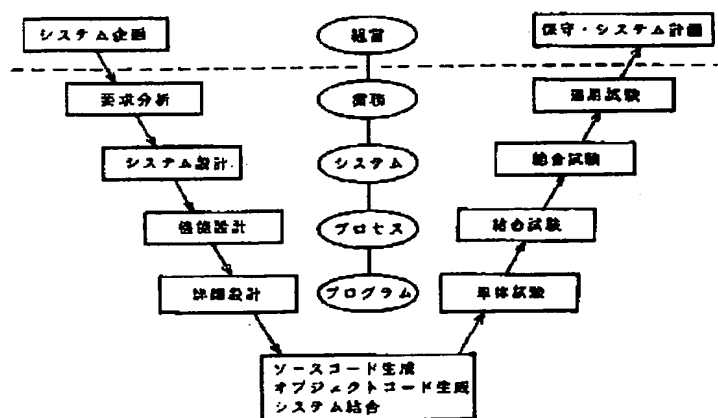 システム企画
経営
保守・システム計画
要求分析
業務
運用試験
システム設計
システム
総合試験
機能設計
プロセス
結合試験
詳細設計
プログラム
単体試験
ソースコード生成
オブジェクトコード生成
システム結合